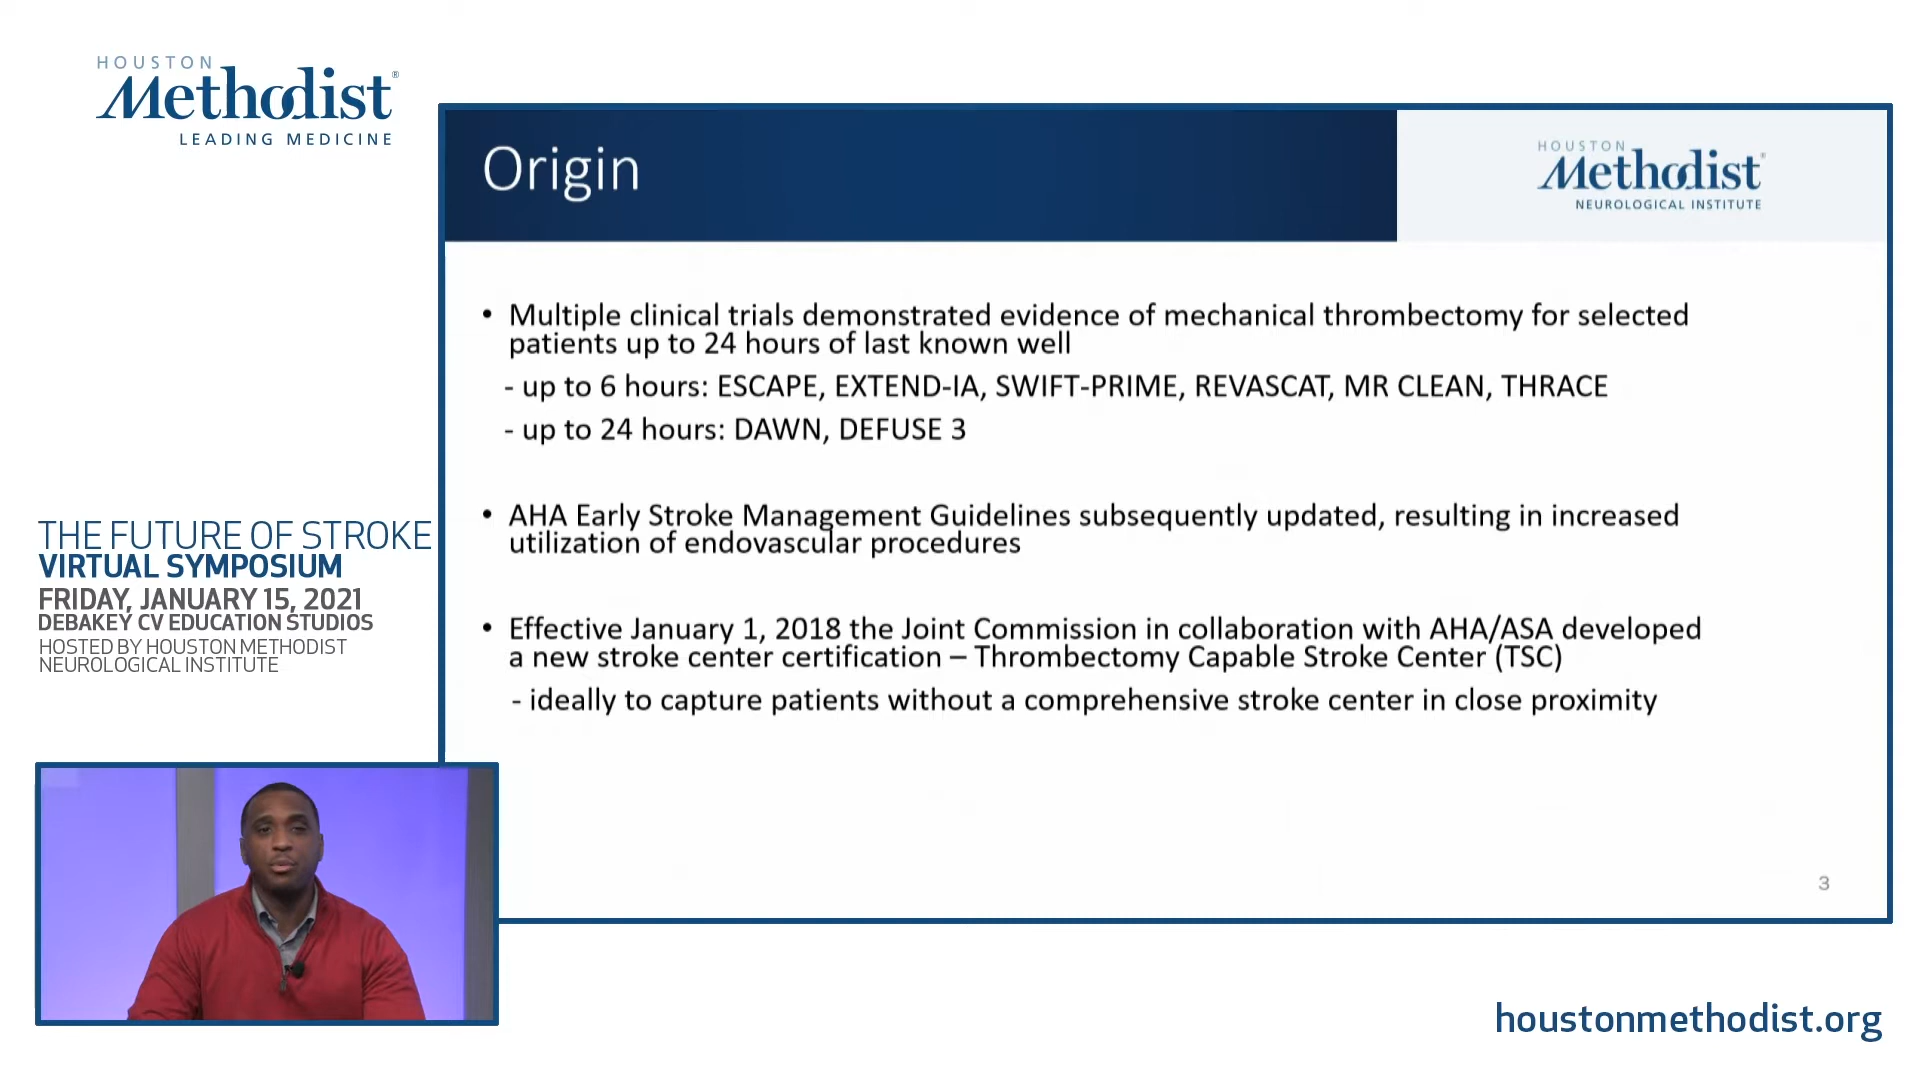 HOUSTON
Methodist®
LEADING MEDICINE
Origin
HOUSTON
Methodist®
NEUROLOGICAL INSTITUTE
• Multiple clinical trials demonstrated evidence of mechanical thrombectomy for selected
patients up to 24 hours of last known well
- up to 6 hours: ESCAPE, EXTEND-IA, SWIFT-PRIME, REVASCAT, MR CLEAN, THRACE
- up to 24 hours: DAWN, DEFUSE 3
• AHA Early Stroke Management Guidelines subsequently updated, resulting in increased
utilization of endovascular procedures
• Effective January 1, 2018 the Joint Commission in collaboration with AHA/ASA developed
a new stroke center certification – Thrombectomy Capable Stroke Center (TSC)
- ideally to capture patients without a comprehensive stroke center in close proximity
3
THE FUTURE OF STROKE
VIRTUAL SYMPOSIUM
FRIDAY, JANUARY 15, 2021
DEBAKEY CV EDUCATION STUDIOS
HOSTED BY HOUSTON METHODIST
NEUROLOGICAL INSTITUTE
houstonmethodist.org